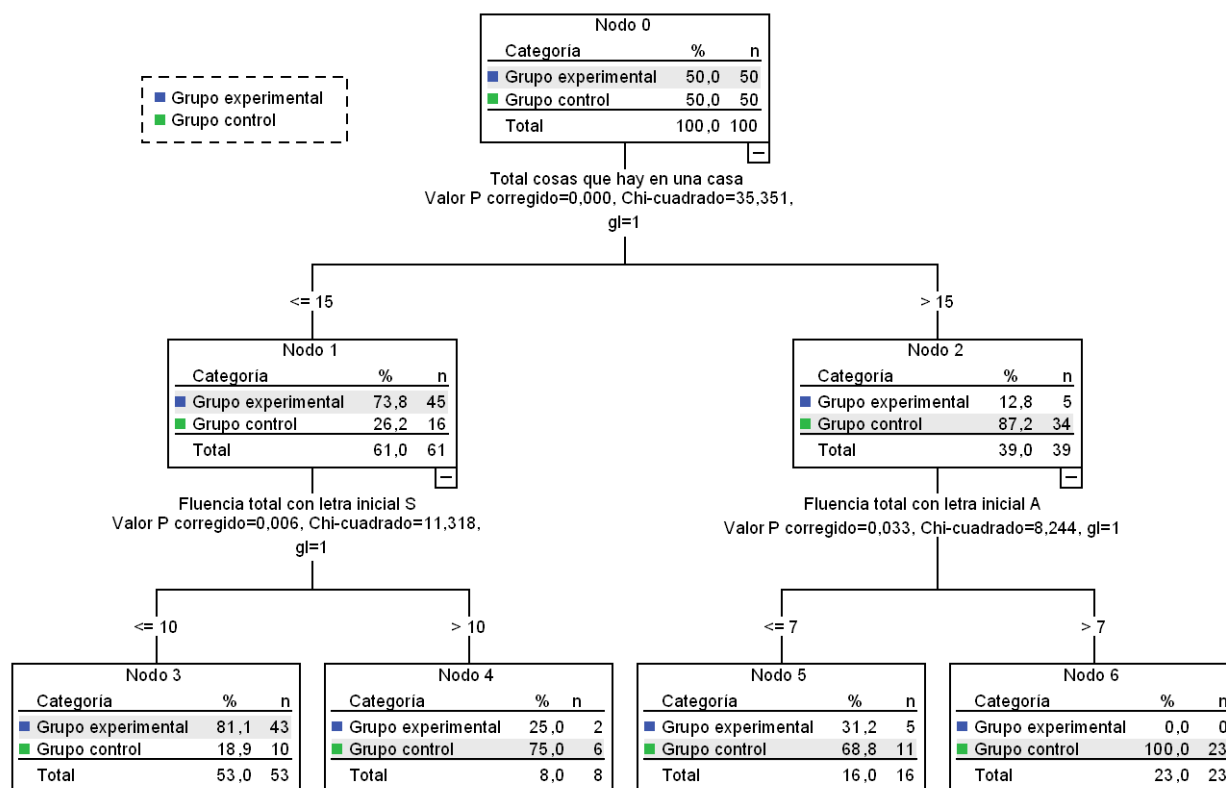 Nodo 0
Categoría % n
Grupo experimental 50,0 50
Grupo control 50,0 50
Total 100,0 100
Grupo experimental
Grupo control
Total cosas que hay en una casa
Valor P corregido=0,000, Chi-cuadrado=35,351,
gl=1
<= 15
> 15
Nodo 1
Categoría % n
Grupo experimental 73,8 45
Grupo control 26,2 16
Total 61,0 61
Nodo 2
Categoría % n
Grupo experimental 12,8 5
Grupo control 87,2 34
Total 39,0 39
Fluencia total con letra inicial S
Valor P corregido=0,006, Chi-cuadrado=11,318,
gl=1
Fluencia total con letra inicial A
Valor P corregido=0,033, Chi-cuadrado=8,244, gl=1
<= 10
> 10
<= 7
> 7
Nodo 3
Categoría % n
Grupo experimental 81,1 43
Grupo control 18,9 10
Total 53,0 53
Nodo 4
Categoría % n
Grupo experimental 25,0 2
Grupo control 75,0 6
Total 8,0 8
Nodo 5
Categoría % n
Grupo experimental 31,2 5
Grupo control 68,8 11
Total 16,0 16
Nodo 6
Categoría % n
Grupo experimental 0,0 0
Grupo control 100,0 23
Total 23,0 23